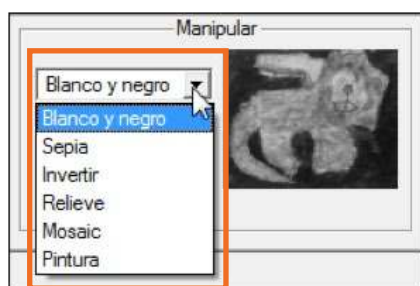 Manipular
Blanco y negro
Blanco y negro
Sepia
Invertir
Relieve
Mosaic
Pintura